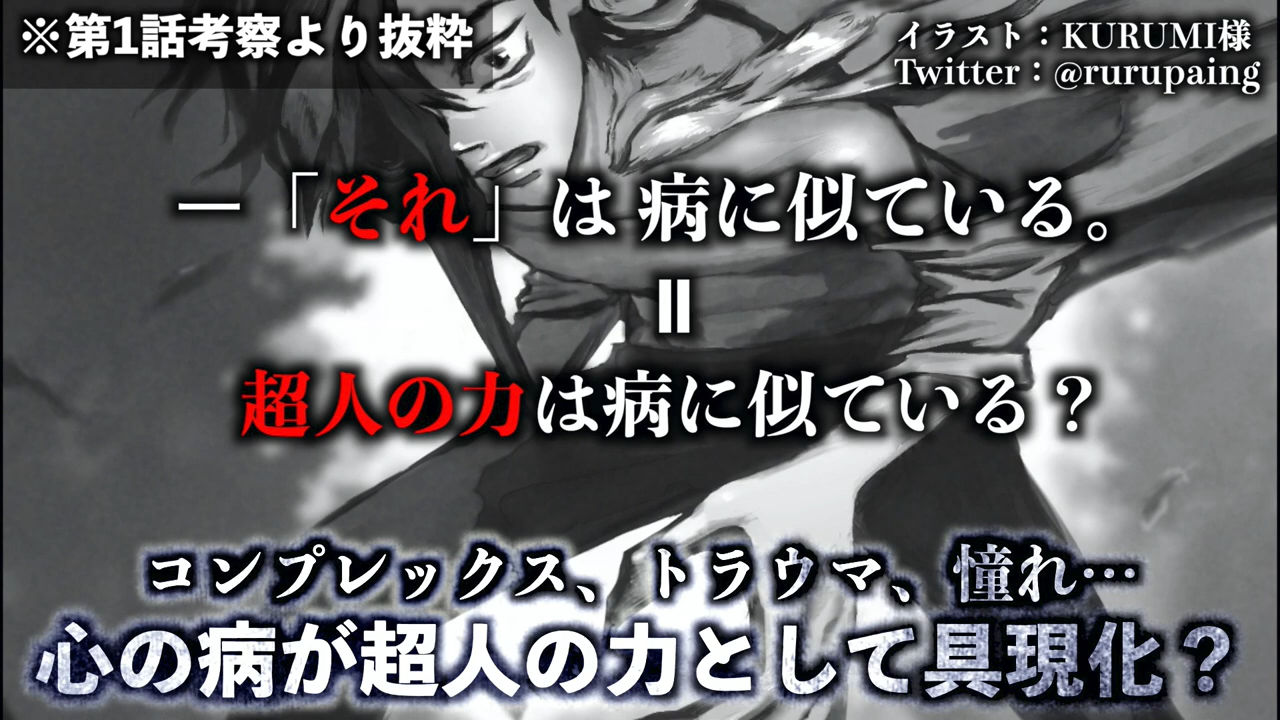 ※第1話考察より抜粋
イラスト：KURUMI様
Twitter：@rurupaing
―「それ」は 病に似ている。
＝
超人の力は病に似ている？
コンプレックス、トラウマ、憧れ…
心の病が超人の力として具現化？